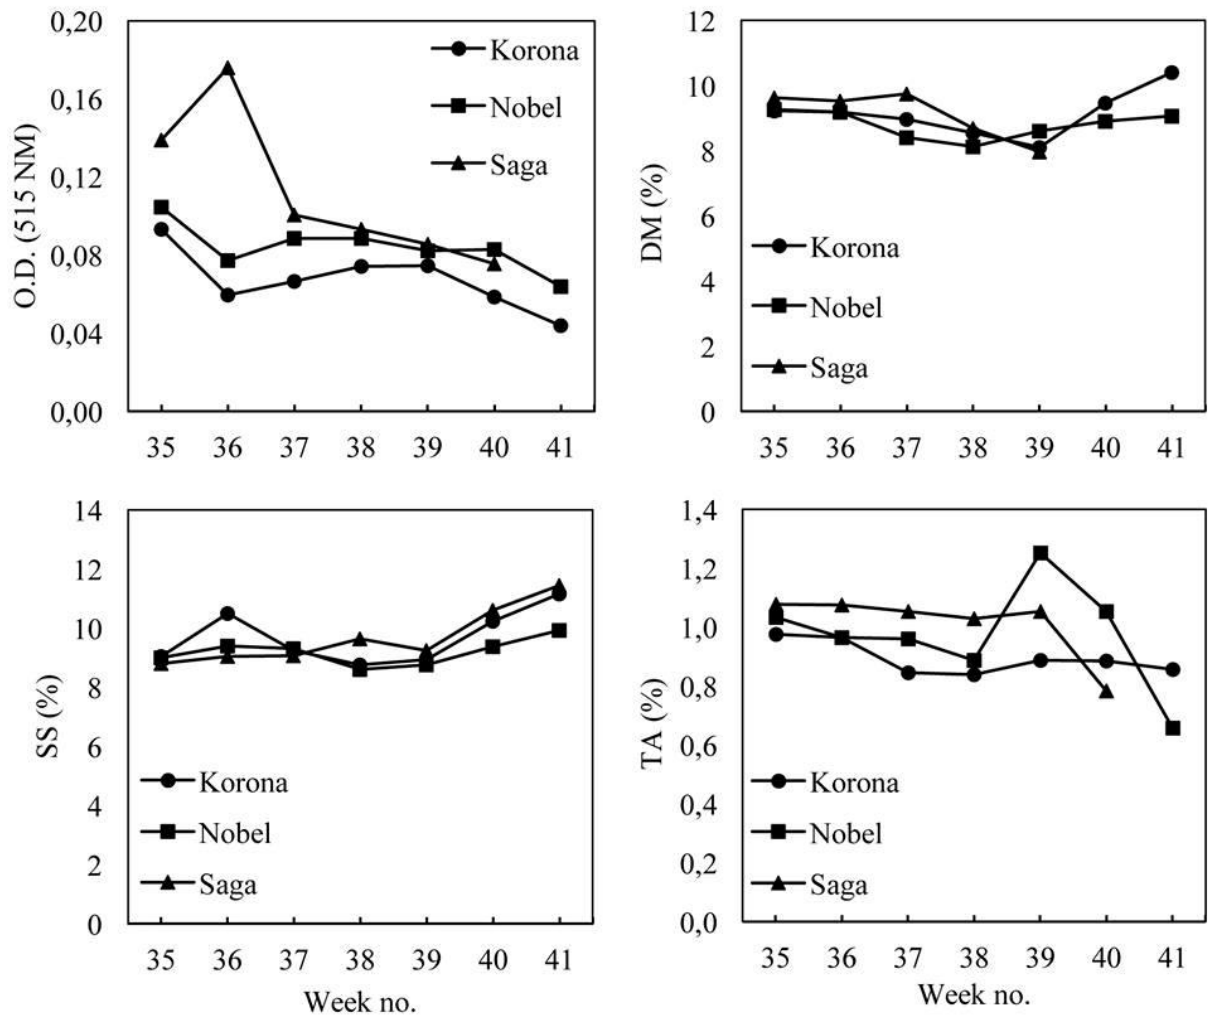 O.D. (515 NM)
0,20
0,16
0,12
0,08
0,04
0,00
Korona
Nobel
Saga
35 36 37 38 39 40 41
DM (%)
12
10
8
6
4
2
0
Korona
Nobel
Saga
35 36 37 38 39 40 41
SS (%)
14
12
10
8
6
4
2
0
Korona
Nobel
Saga
35 36 37 38 39 40 41
Week no.
TA (%)
1,4
1,2
1,0
0,8
0,6
0,4
0,2
0,0
Korona
Nobel
Saga
35 36 37 38 39 40 41
Week no.